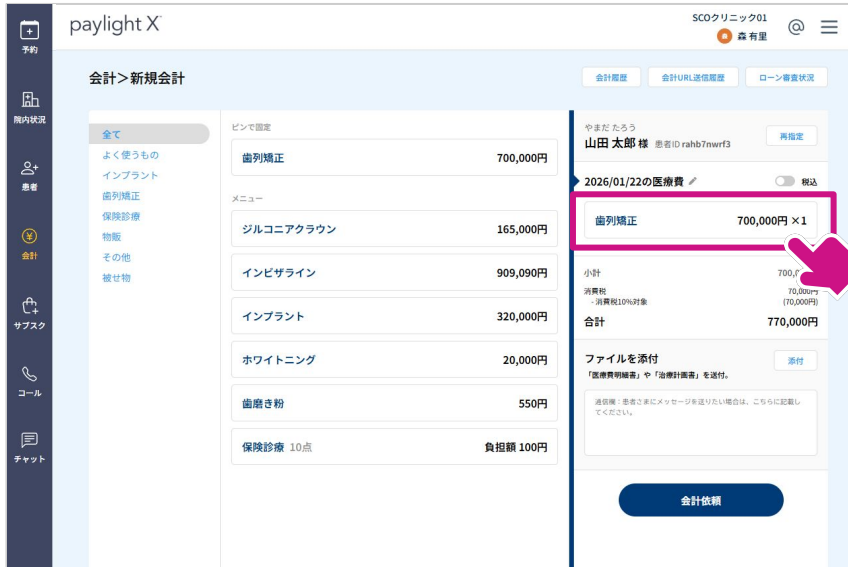 paylight X
SCOクリニック01
森 有里
予約
院内状況
患者
会計
サブスク
コール
チャット
会計>新規会計
会計履歴
会計URL送信履歴
ローン審査状況
全て
よく使うもの
インプラント
歯列矯正
保険診療
物販
その他
被せ物
ピンで固定
歯列矯正 700,000円
メニュー
ジルコニアクラウン 165,000円
インビザライン 909,090円
インプラント 320,000円
ホワイトニング 20,000円
歯磨き粉 550円
保険診療 10点 負担額 100円
やまだ たろう
山田 太郎 様 患者ID rahb7nwrf3
再指定
2026/01/22の医療費
税込
歯列矯正 700,000円 ×1
小計
消費税 70,000円
- 消費税10%対象 (70,000円)
合計 770,000円
ファイルを添付
添付
「医療費明細書」や「治療計画書」を送付。
通信欄:患者さまにメッセージを送りたい場合は、こちらに記載し
てください。
会計依頼